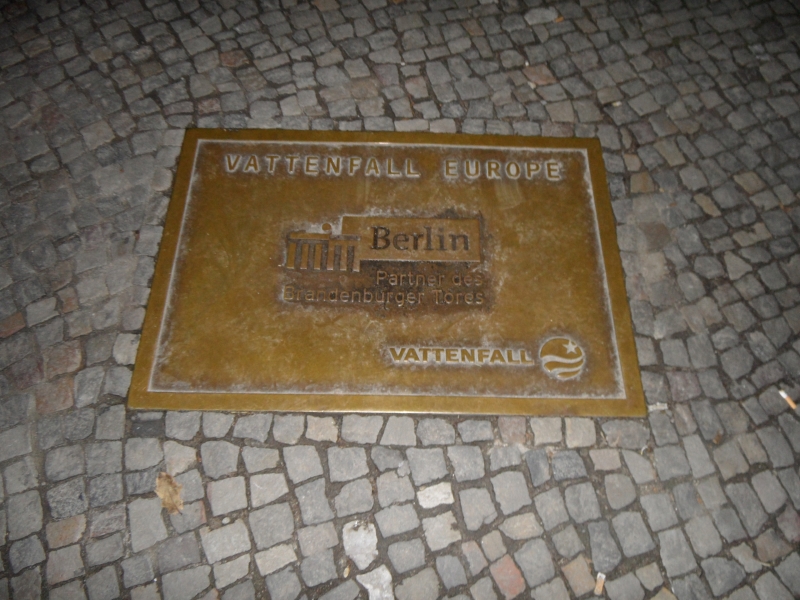 VATTENFALL EUROPE
Berlin
Partner des
Brandenburger Tores
VATTENFALL